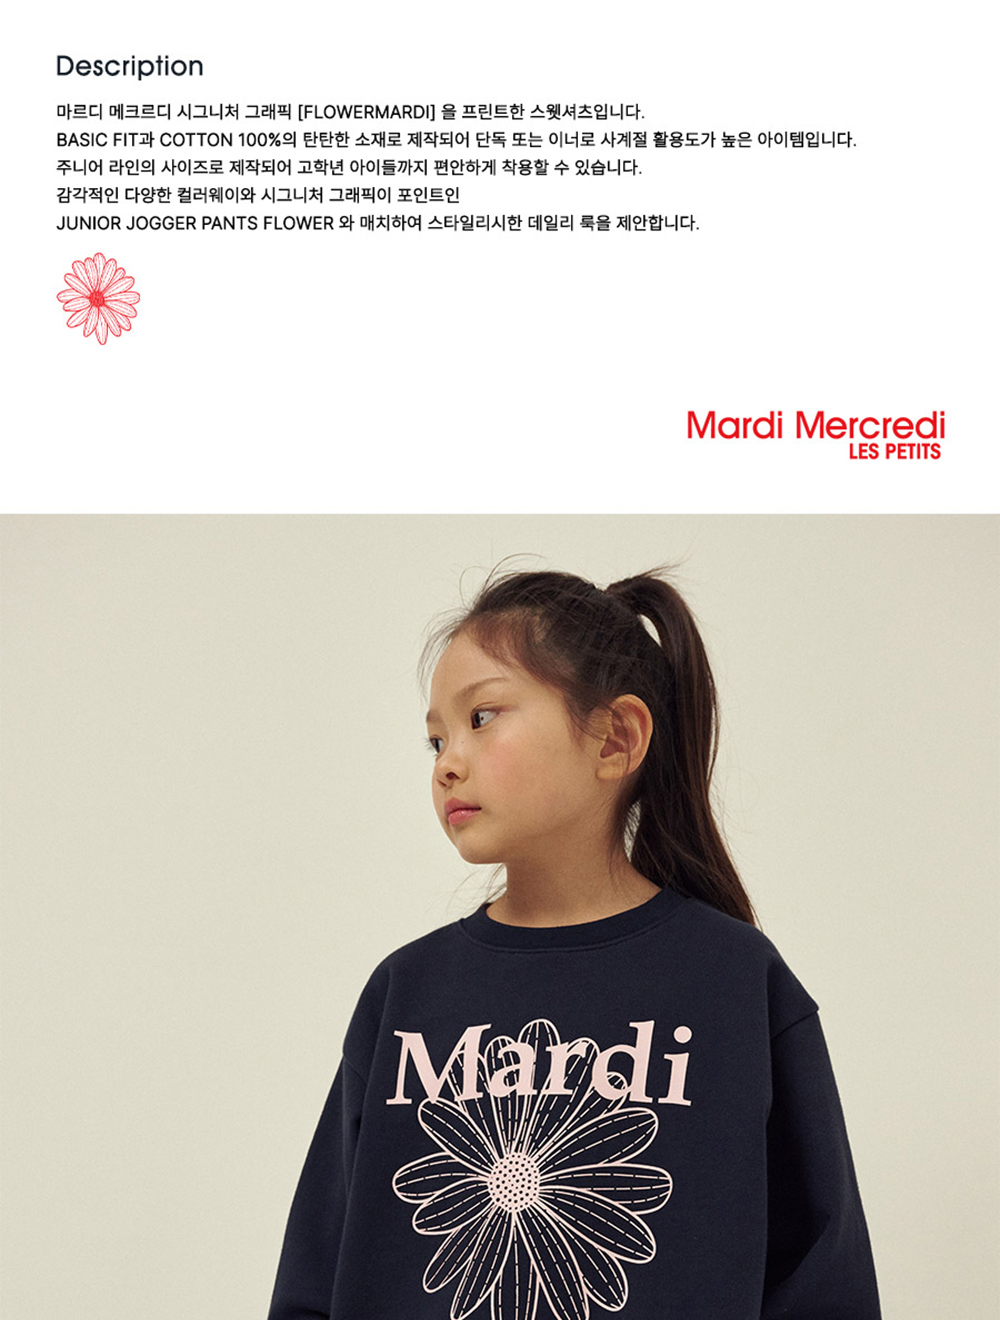 Description
마르디 메크르디 시그니처 그래픽 [FLOWERMARDI] 을 프린트한 스웻셔츠입니다.
BASIC FIT과 COTTON 100%의 탄탄한 소재로 제작되어 단독 또는 이너로 사계절 활용도가 높은 아이템입니다.
주니어 라인의 사이즈로 제작되어 고학년 아이들까지 편안하게 착용할 수 있습니다.
감각적인 다양한 컬러웨이와 시그니처 그래픽이 포인트인
JUNIOR JOGGER PANTS FLOWER 와 매치하여 스타일리시한 데일리 룩을 제안합니다.
Mardi Mercredi
LES PETITS
Mardi